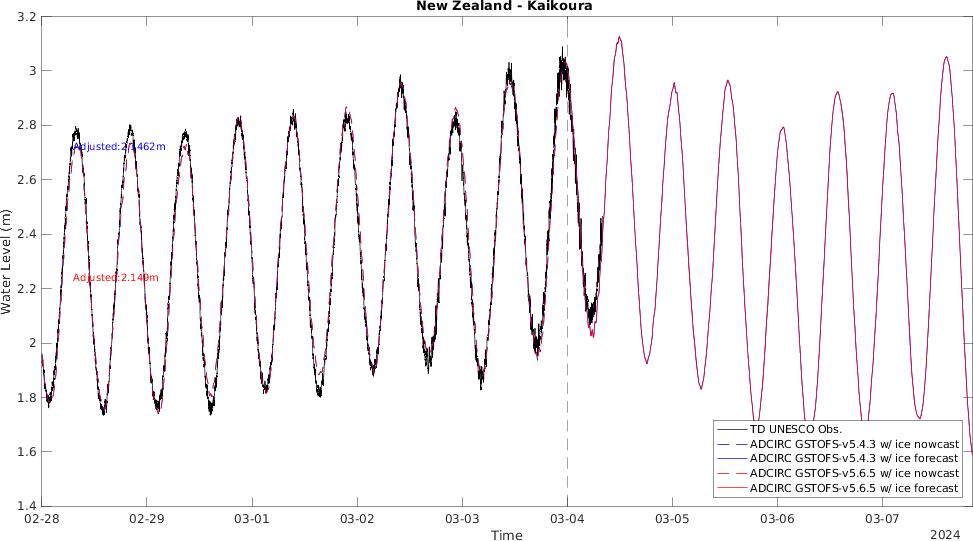 New Zealand - Kaikoura
3.2
3
2.8
2.6
2.4
2.2
2
1.8
1.6
1.4
Water Level (m)
Adjusted:2.1462m
Adjusted:2.149m
TD UNESCO Obs.
ADCIRC GSTOFS-v5.4.3 w/ ice nowcast
ADCIRC GSTOFS-v5.4.3 w/ ice forecast
ADCIRC GSTOFS-v5.6.5 w/ ice nowcast
ADCIRC GSTOFS-v5.6.5 w/ ice forecast
02-28 02-29 03-01 03-02 03-03 03-04 03-05 03-06 03-07
Time
2024